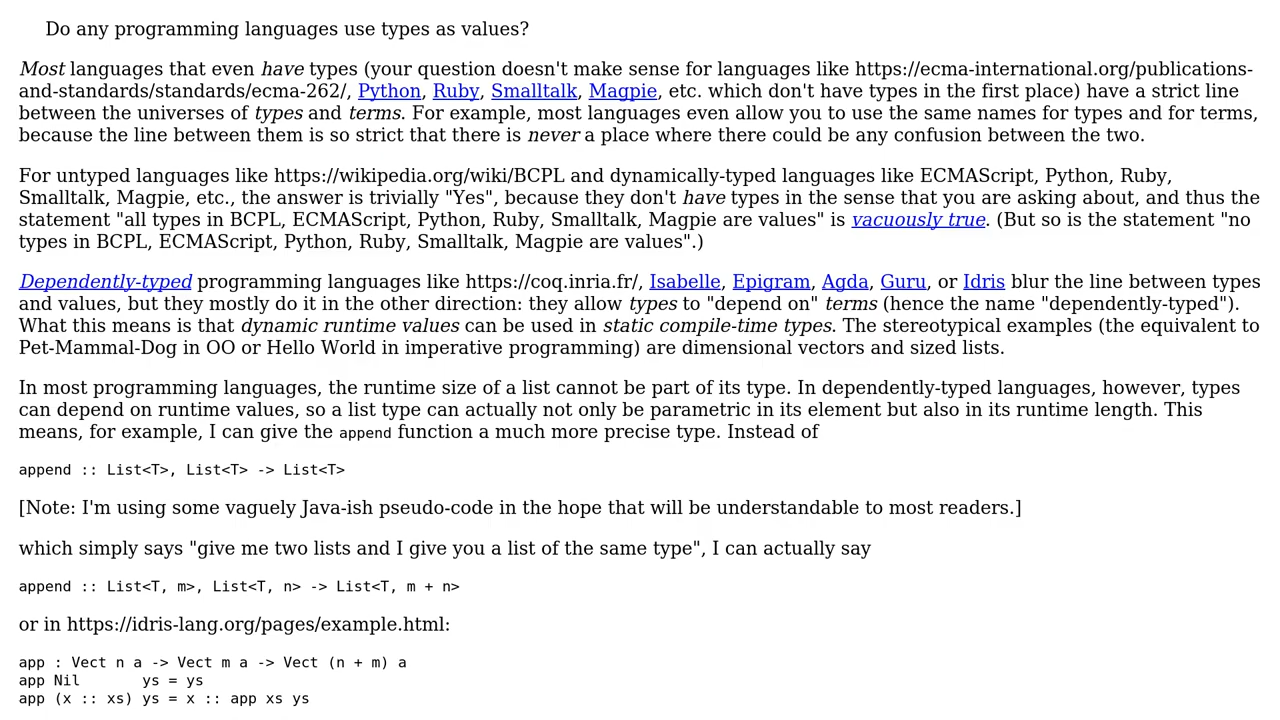 Do any programming languages use types as values?
Most languages that even have types (your question doesn't make sense for languages like https://ecma-international.org/publications-
and-standards/standards/ecma-262/, Python, Ruby, Smalltalk, Magpie, etc. which don't have types in the first place) have a strict line
between the universes of types and terms. For example, most languages even allow you to use the same names for types and for terms,
because the line between them is so strict that there is never a place where there could be any confusion between the two.
For untyped languages like https://wikipedia.org/wiki/BCPL and dynamically-typed languages like ECMAScript, Python, Ruby,
Smalltalk, Magpie, etc., the answer is trivially "Yes", because they don't have types in the sense that you are asking about, and thus the
statement "all types in BCPL, ECMAScript, Python, Ruby, Smalltalk, Magpie are values" is vacuously true. (But so is the statement "no
types in BCPL, ECMAScript, Python, Ruby, Smalltalk, Magpie are values".)
Dependently-typed programming languages like https://coq.inria.fr/, Isabelle, Epigram, Agda, Guru, or Idris blur the line between types
and values, but they mostly do it in the other direction: they allow types to "depend on" terms (hence the name "dependently-typed").
What this means is that dynamic runtime values can be used in static compile-time types. The stereotypical examples (the equivalent to
Pet-Mammal-Dog in OO or Hello World in imperative programming) are dimensional vectors and sized lists.
In most programming languages, the runtime size of a list cannot be part of its type. In dependently-typed languages, however, types
can depend on runtime values, so a list type can actually not only be parametric in its element but also in its runtime length. This
means, for example, I can give the append function a much more precise type. Instead of
append :: List<T>, List<T> -> List<T>
[Note: I'm using some vaguely Java-ish pseudo-code in the hope that will be understandable to most readers.]
which simply says "give me two lists and I give you a list of the same type", I can actually say
append :: List<T, m>, List<T, n> -> List<T, m + n>
or in https://idris-lang.org/pages/example.html:
app : Vect n a -> Vect m a -> Vect (n + m) a
app Nil       ys = ys
app (x :: xs) ys = x :: app xs ys